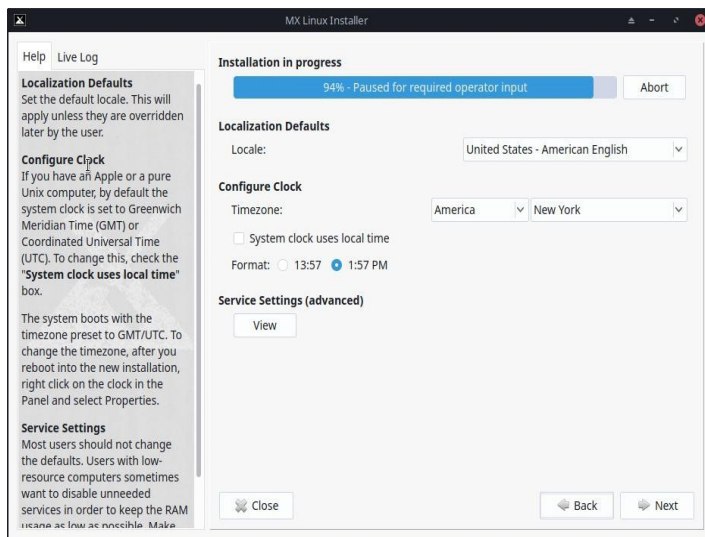 MX Linux Installer
Help Live Log
Localization Defaults
Set the default locale. This will
apply unless they are overridden
later by the user.
Configure Clock
If you have an Apple or a pure
Unix computer, by default the
system clock is set to Greenwich
Meridian Time (GMT) or
Coordinated Universal Time
(UTC). To change this, check the
"System clock uses local time"
box.
The system boots with the
timezone preset to GMT/UTC. To
change the timezone, after you
reboot into the new installation,
right click on the clock in the
Panel and select Properties.
Service Settings
Most users should not change
the defaults. Users with low-
resource computers sometimes
want to disable unneeded
services in order to keep the RAM
usage as low as possible. Make
Installation in progress
94% - Paused for required operator input
Abort
Localization Defaults
Locale: United States - American English
Configure Clock
Timezone: America New York
System clock uses local time
Format: 13:57 1:57 PM
Service Settings (advanced)
View
Close Back Next